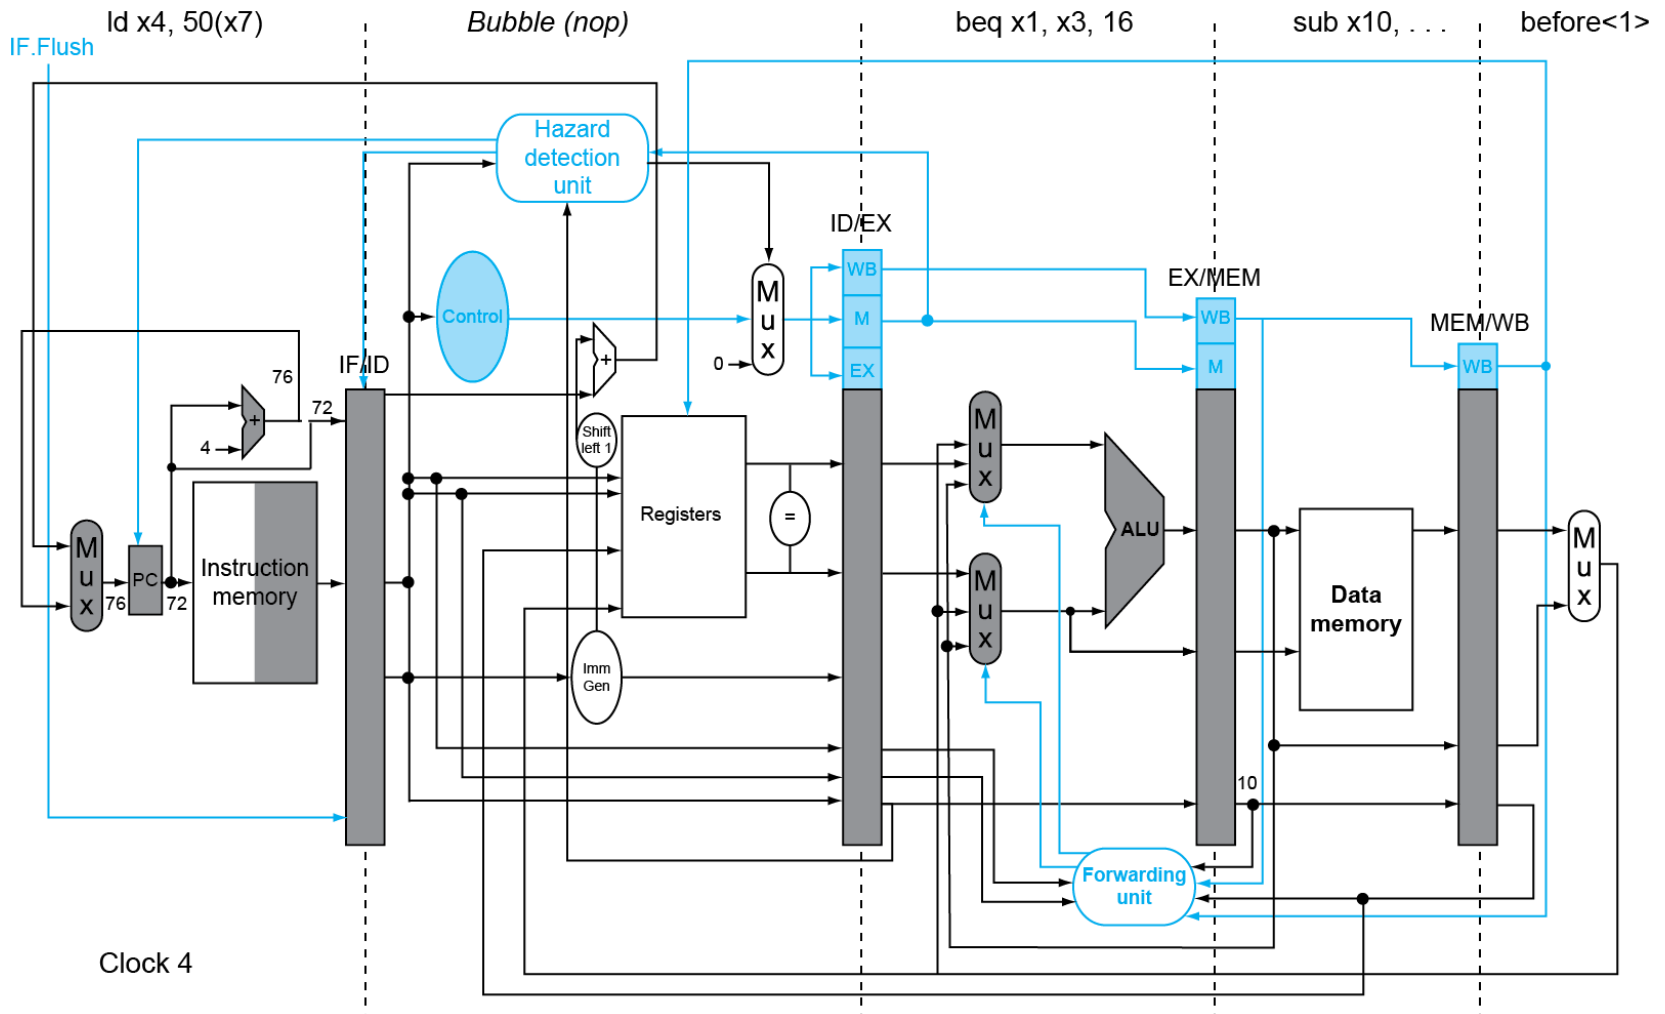 ld x4, 50(x7)
Bubble (nop)
beq x1, x3, 16
sub x10, . . .
before<1>
IF.Flush
Hazard
detection
unit
ID/EX
WB
M
EX
EX/MEM
WB
M
MEM/WB
WB
Control
M
u
x
0
+
IF/ID
76
72
+
4
Shift
left 1
Registers
=
M
u
x
M
u
x
ALU
M
u
x
76
PC
72
Instruction
memory
Imm
Gen
Data
memory
M
u
x
10
Forwarding
unit
Clock 4